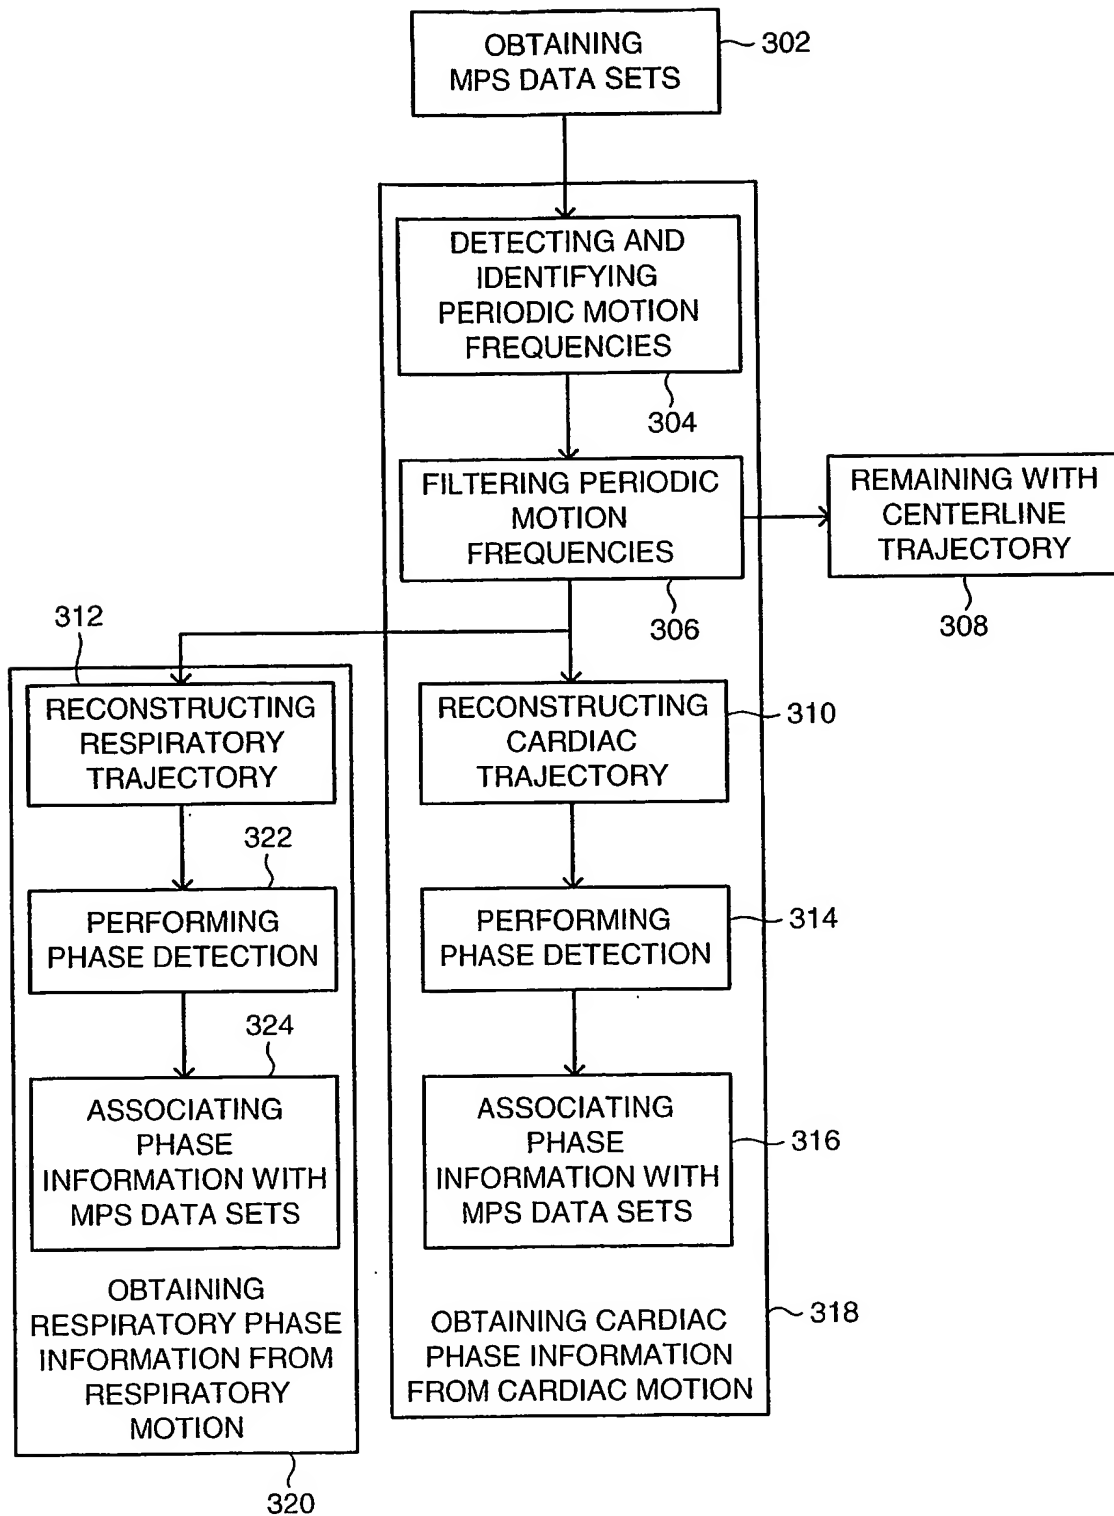 OBTAINING
MPS DATA SETS
302
DETECTING AND
IDENTIFYING
PERIODIC MOTION
FREQUENCIES
304
FILTERING PERIODIC
MOTION
FREQUENCIES
306
REMAINING WITH
CENTERLINE
TRAJECTORY
308
312
RECONSTRUCTING
RESPIRATORY
TRAJECTORY
RECONSTRUCTING
CARDIAC
TRAJECTORY
310
322
PERFORMING
PHASE DETECTION
PERFORMING
PHASE DETECTION
314
324
ASSOCIATING
PHASE
INFORMATION WITH
MPS DATA SETS
ASSOCIATING
PHASE
INFORMATION WITH
MPS DATA SETS
316
OBTAINING
RESPIRATORY PHASE
INFORMATION FROM
RESPIRATORY
MOTION
320
OBTAINING CARDIAC
PHASE INFORMATION
FROM CARDIAC MOTION
318